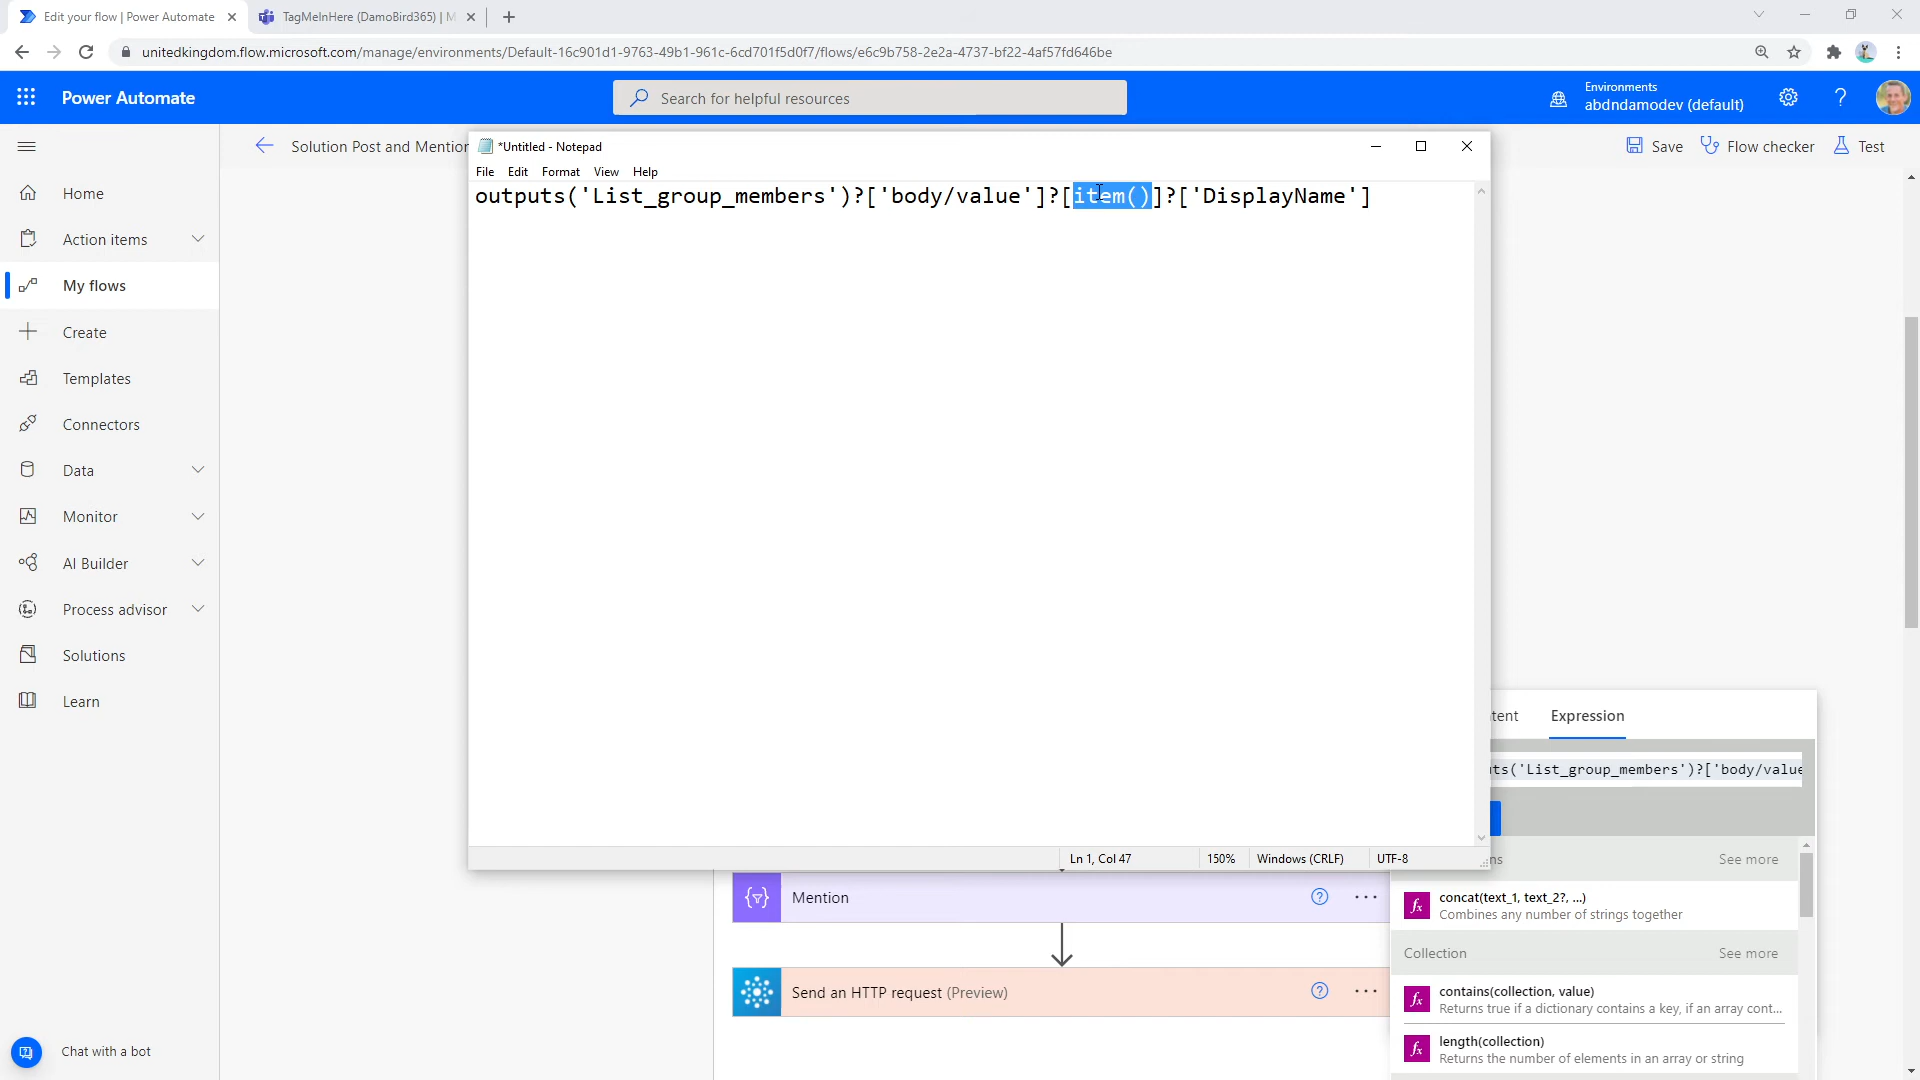 Edit your flow | Power Automate
TagMeInHere (DamoBird365) | M
unitedkingdom.flow.microsoft.com/manage/environments/Default-16c901d1-9763-49b1-961c-6cd701f5d0f7/flows/e6c9b758-2e2a-4737-bf22-4af57fd646be
Power Automate
Search for helpful resources
Environments
abdndamodev (default)
Solution Post and Mention
Save
Flow checker
Test
*Untitled - Notepad
File Edit Format View Help
outputs('List_group_members')?['body/value']?[item()]?['DisplayName']
Home
Action items
My flows
Create
Templates
Connectors
Data
Monitor
AI Builder
Process advisor
Solutions
Learn
Chat with a bot
Ln 1, Col 47
150%
Windows (CRLF)
UTF-8
tent
Expression
ts('List_group_members')?['body/value
ns
See more
concat(text_1, text_2?, ...)
Combines any number of strings together
Collection
See more
contains(collection, value)
Returns true if a dictionary contains a key, if an array cont...
length(collection)
Returns the number of elements in an array or string
Mention
Send an HTTP request (Preview)